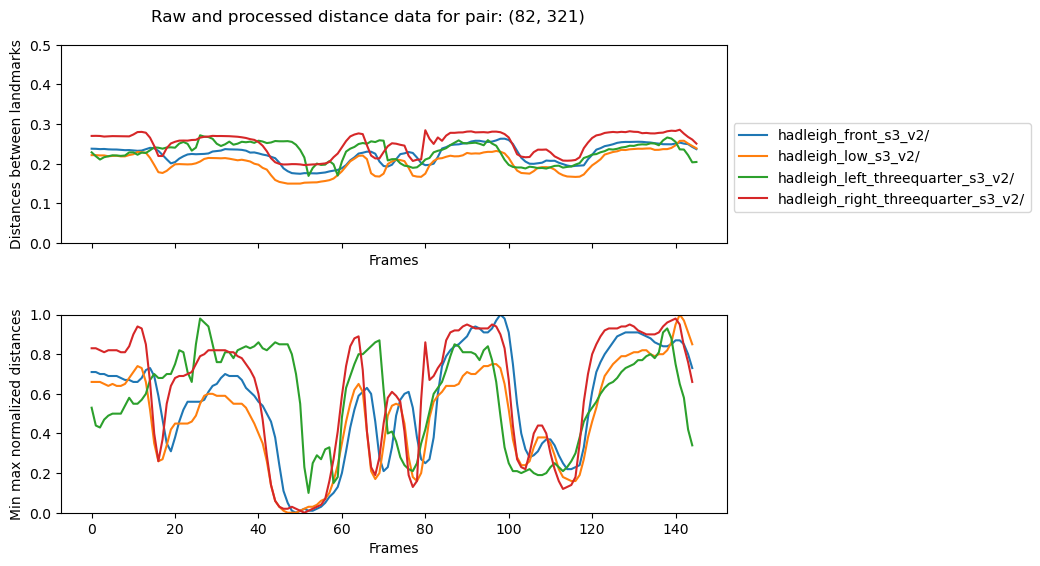 Raw and processed distance data for pair: (82, 321)
Distances between landmarks
0.5
0.4
0.3
0.2
0.1
0.0
Frames
hadleigh_front_s3_v2/
hadleigh_low_s3_v2/
hadleigh_left_threequarter_s3_v2/
hadleigh_right_threequarter_s3_v2/
Min max normalized distances
1.0
0.8
0.6
0.4
0.2
0.0
0 20 40 60 80 100 120 140
Frames